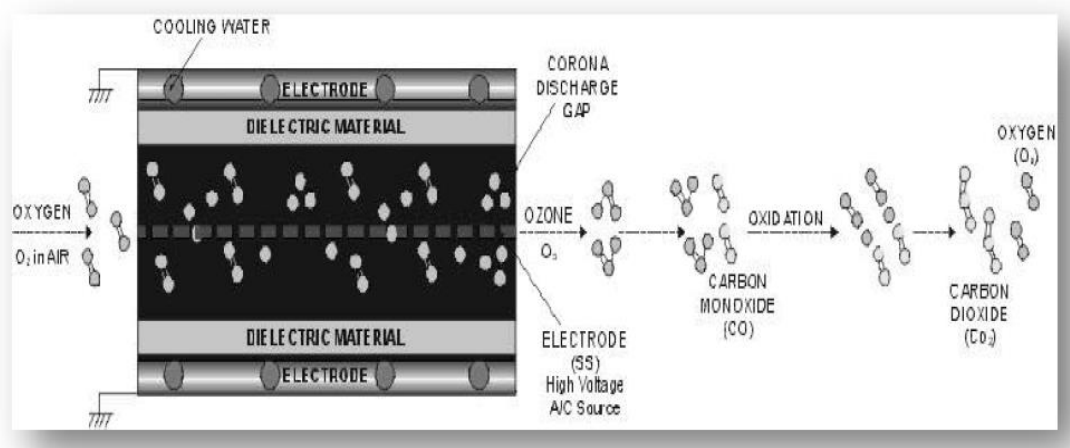 COOLING WATER
ELECTRODE
DIELECTRIC MATERIAL
CORONA
DISCHARGE
GAP
OXYGEN
O₂ in AIR
OZONE
O₃
OXIDATION
OXYGEN
(O₂)
CARBON
MONOXIDE
(CO)
CARBON
DIOXIDE
(Co₂)
DIELECTRIC MATERIAL
ELECTRODE
ELECTRODE
(SS)
High Voltage
A/C Source